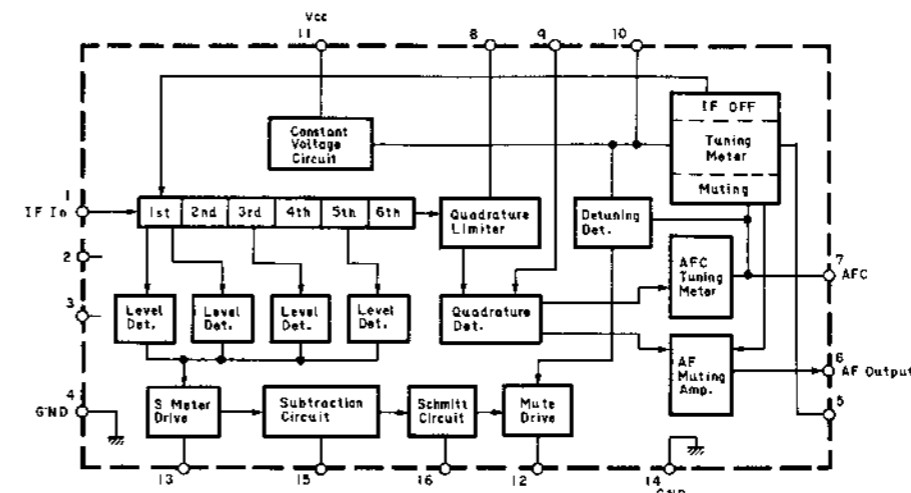 Vcc
11
8
9
10
IF OFF
Tuning
Meter
Muting
Constant
Voltage
Circuit
1
IF In
1st 2nd 3rd 4th 5th 6th
Quadrature
Limiter
Detuning
Det.
2
AFC
Tuning
Meter
7
AFC
3
Level
Det.
Level
Det.
Level
Det.
Level
Det.
Quadrature
Det.
AF
Muting
Amp.
6
AF Output
4
GND
S Meter
Drive
Subtraction
Circuit
Schmitt
Circuit
Mute
Drive
5
13
15
16
12
14
GND